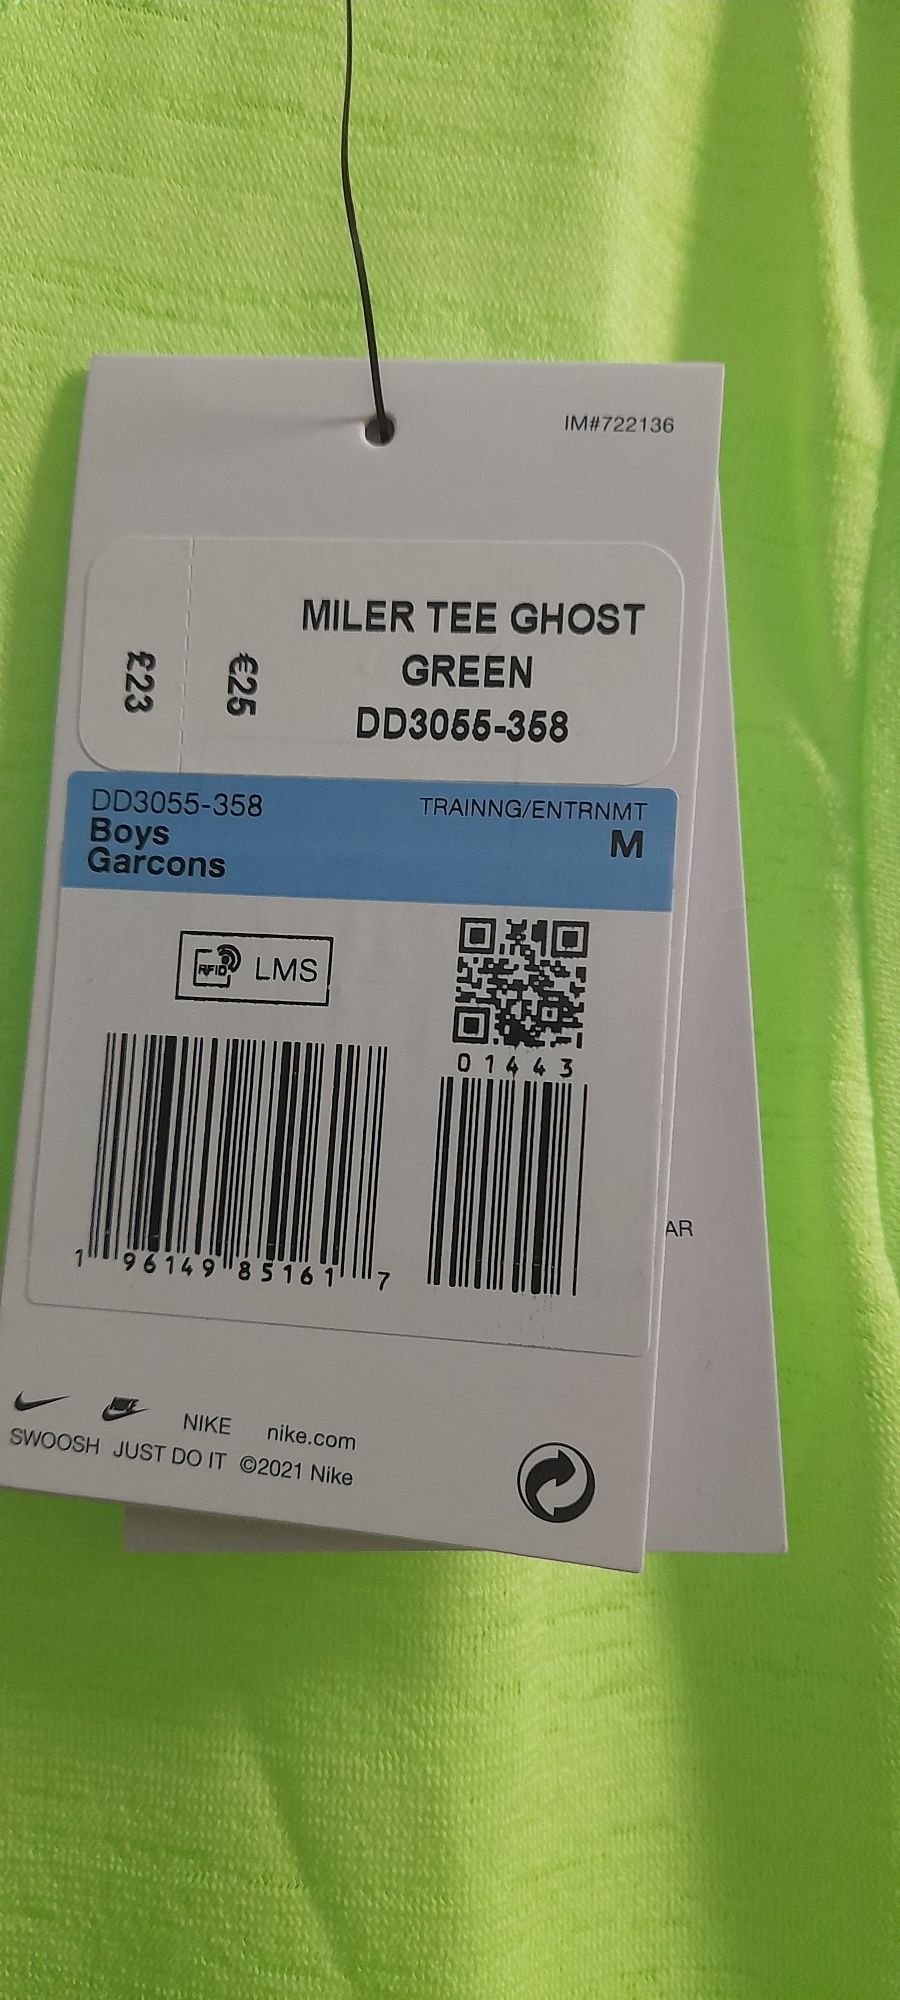 IM#722136
MILER TEE GHOST
GREEN
DD3055-358
£23
€25
DD3055-358
TRAINNG/ENTRNMT
Boys
M
Garcons
RFID LMS
01443
1 96149 85161 7
AR
NIKE nike.com
SWOOSH JUST DO IT ©2021 Nike